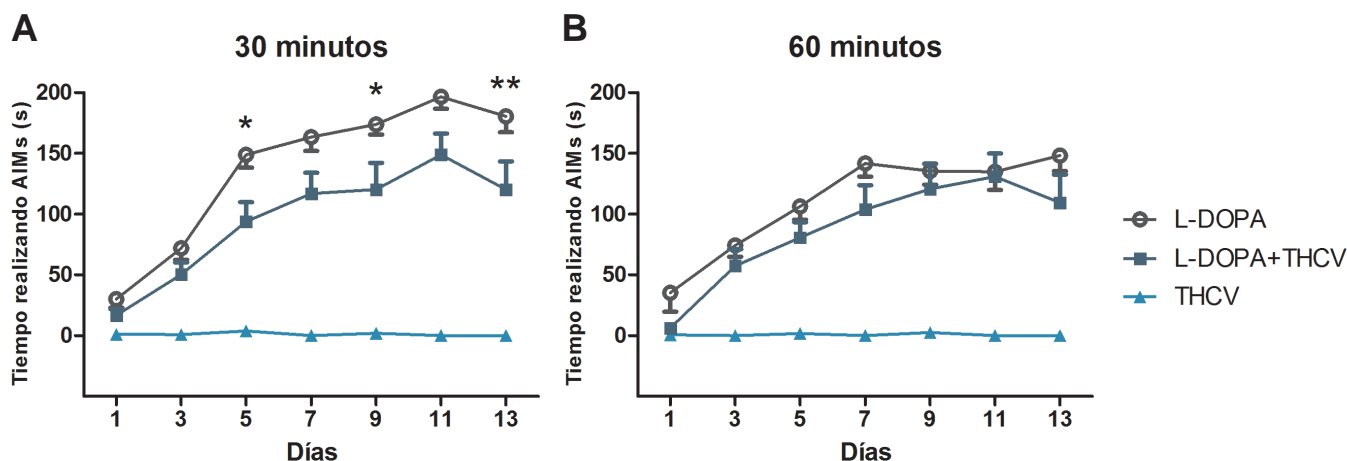 A
30 minutos
Tiempo realizando AIMs (s)
200
150
100
50
0
*
*
**
1 3 5 7 9 11 13
Días
B
60 minutos
Tiempo realizando AIMs (s)
200
150
100
50
0
1 3 5 7 9 11 13
Días
L-DOPA
L-DOPA+THCV
THCV